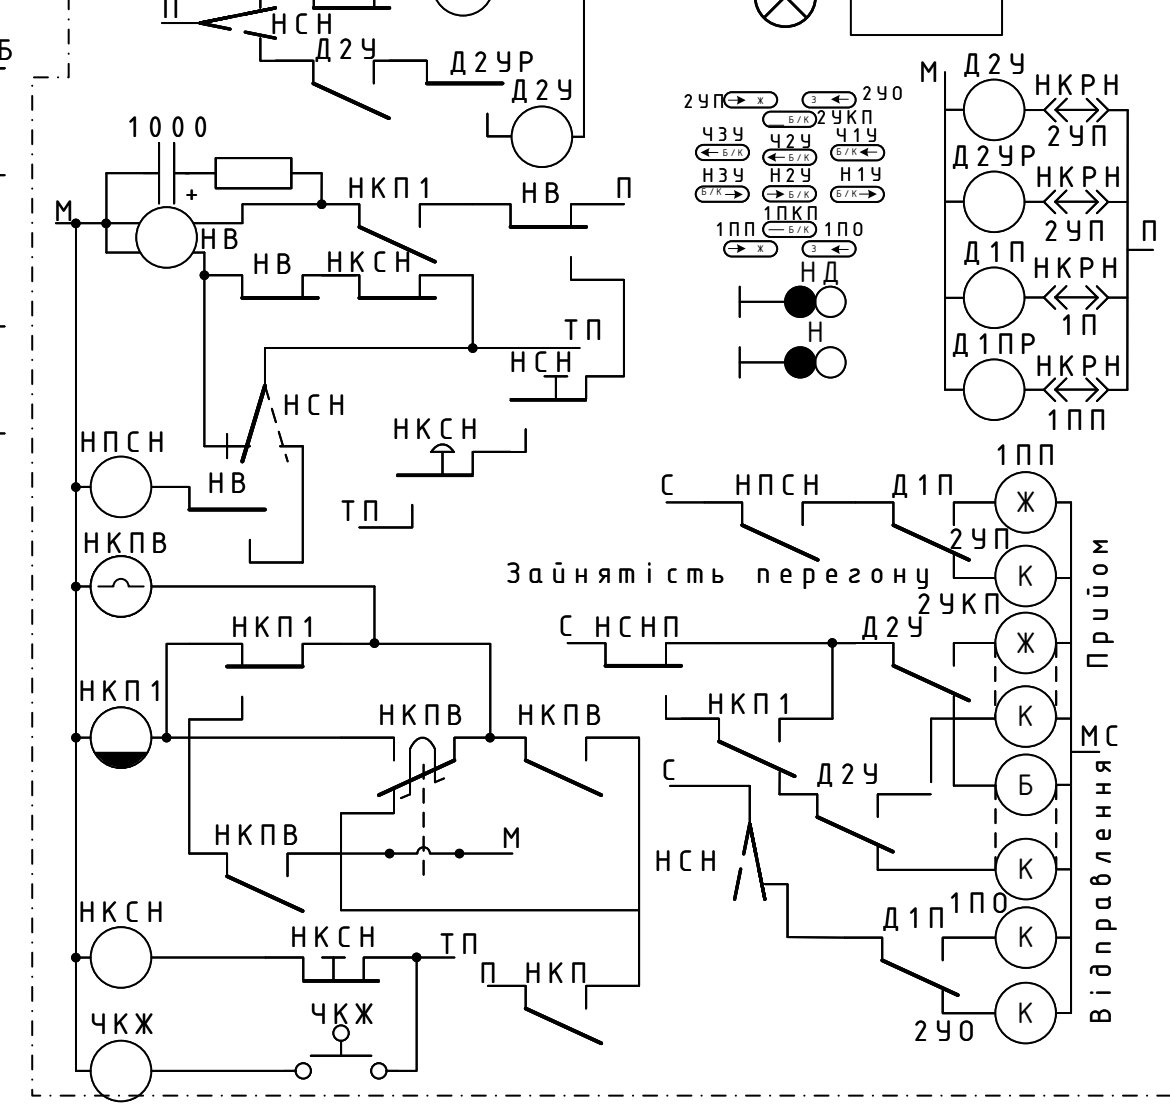 П
НСН
Б
Д2У
Д2УР
Д2У
1000
+
М
НВ
НКП1
НВ
П
НВ
НКСН
ТП
НСН
НСН
НКСН
ТП
НПСН
НВ
НКПВ
НКП1
НКП1
НКПВ
НКПВ
НКПВ
М
НКСН
НКСН
ТП
П
НКП
ЧКЖ
ЧКЖ
2УП
Ж
З
2УО
Б/К
2УКП
Ч3У
Ч2У
Ч1У
Б/К
Б/К
Б/К
Н3У
Н2У
Н1У
Б/К
Б/К
Б/К
1ПКП
1ПП
Б/К
1ПО
Ж
З
НД
Н
М
Д2У
НКРН
2УП
Д2УР
НКРН
2УП
П
Д1П
НКРН
1П
Д1ПР
НКРН
1ПП
1ПП
С
НПСН
Д1П
Ж
2УП
К
Зайнятість перегону
2УКП
С
НСНП
Д2У
Ж
Прийом
НКП1
К
МС
С
Д2У
Б
НСН
К
Відправлення
Д1П
1ПО
К
2УО
К